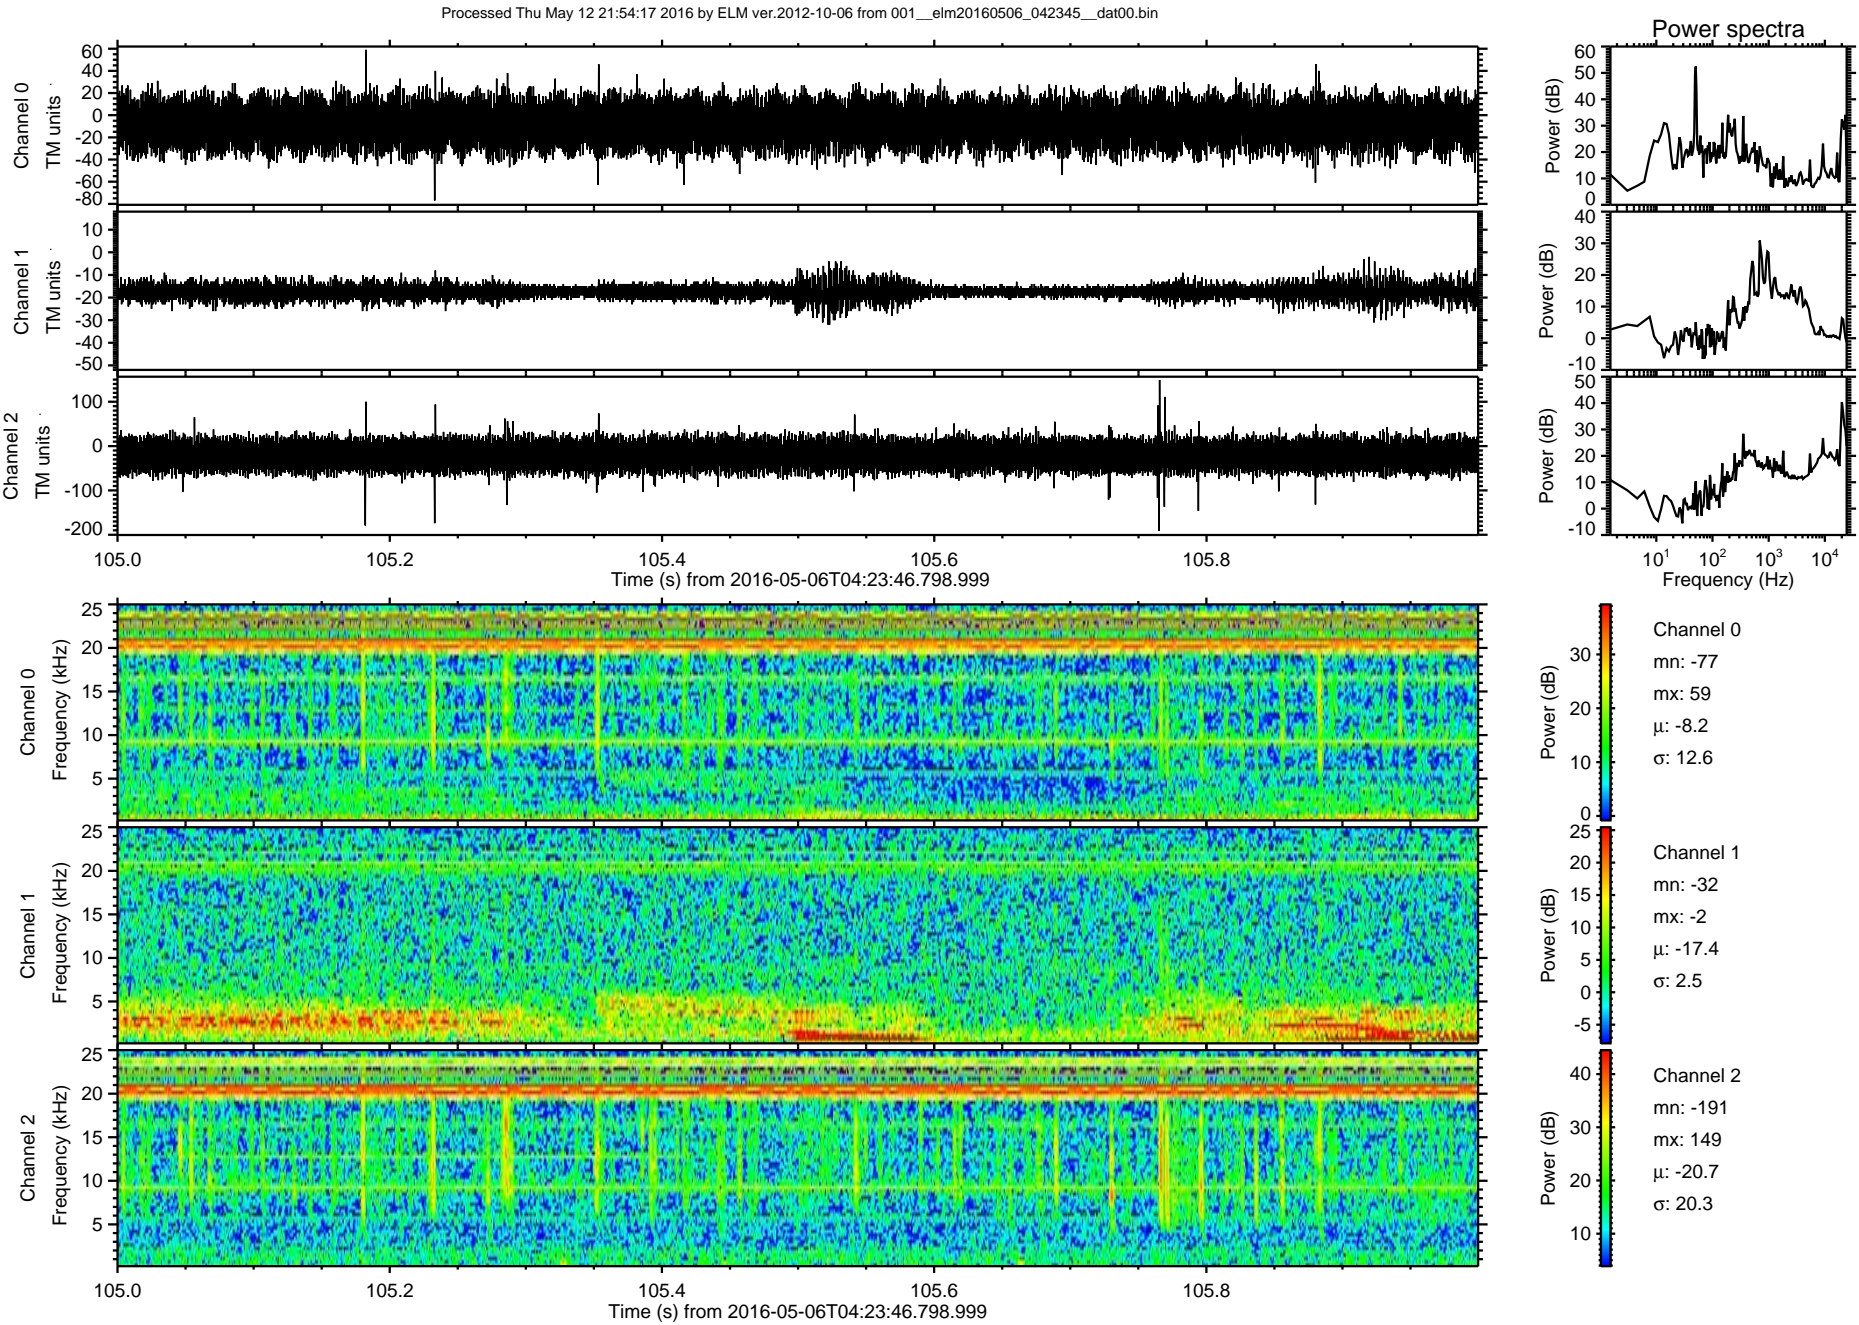 Processed Thu May 12 21:54:17 2016 by ELM ver.2012-10-06 from 001__elm20160506_042345__dat00.bin
Power spectra
Channel 0
TM units
60
40
20
0
-20
-40
-60
-80
Power (dB)
60
50
40
30
20
10
0
Channel 1
TM units
10
0
-10
-20
-30
-40
-50
Power (dB)
40
30
20
10
0
-10
Channel 2
TM units
100
0
-100
-200
Power (dB)
50
40
30
20
10
0
-10
105.0 105.2 105.4 105.6 105.8
Time (s) from 2016-05-06T04:23:46.798.999
10^1 10^2 10^3 10^4
Frequency (Hz)
Channel 0
Frequency (kHz)
25
20
15
10
5
Power (dB)
30
20
10
0
Channel 0
mn: -77
mx: 59
μ: -8.2
σ: 12.6
Channel 1
Frequency (kHz)
25
20
15
10
5
Power (dB)
25
20
15
10
5
0
-5
Channel 1
mn: -32
mx: -2
μ: -17.4
σ: 2.5
Channel 2
Frequency (kHz)
25
20
15
10
5
Power (dB)
40
30
20
10
Channel 2
mn: -191
mx: 149
μ: -20.7
σ: 20.3
105.0 105.2 105.4 105.6 105.8
Time (s) from 2016-05-06T04:23:46.798.999